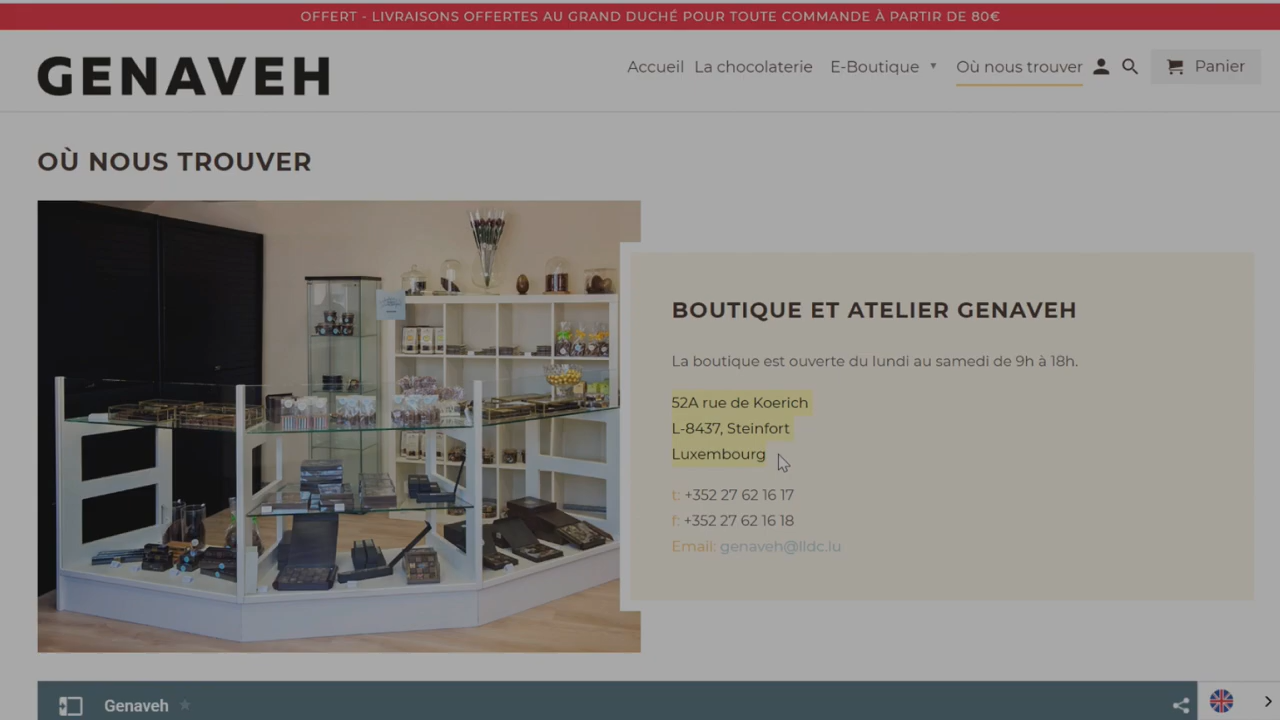 OFFERT - LIVRAISONS OFFERTES AU GRAND DUCHÉ POUR TOUTE COMMANDE À PARTIR DE 80€
GENAVEH
Accueil La chocolaterie E-Boutique ▼ Où nous trouver Panier
OÙ NOUS TROUVER
BOUTIQUE ET ATELIER GENAVEH
La boutique est ouverte du lundi au samedi de 9h à 18h.
52A rue de Koerich
L-8437, Steinfort
Luxembourg
t: +352 27 62 16 17
f: +352 27 62 16 18
Email: genaveh@lldc.lu
Genaveh